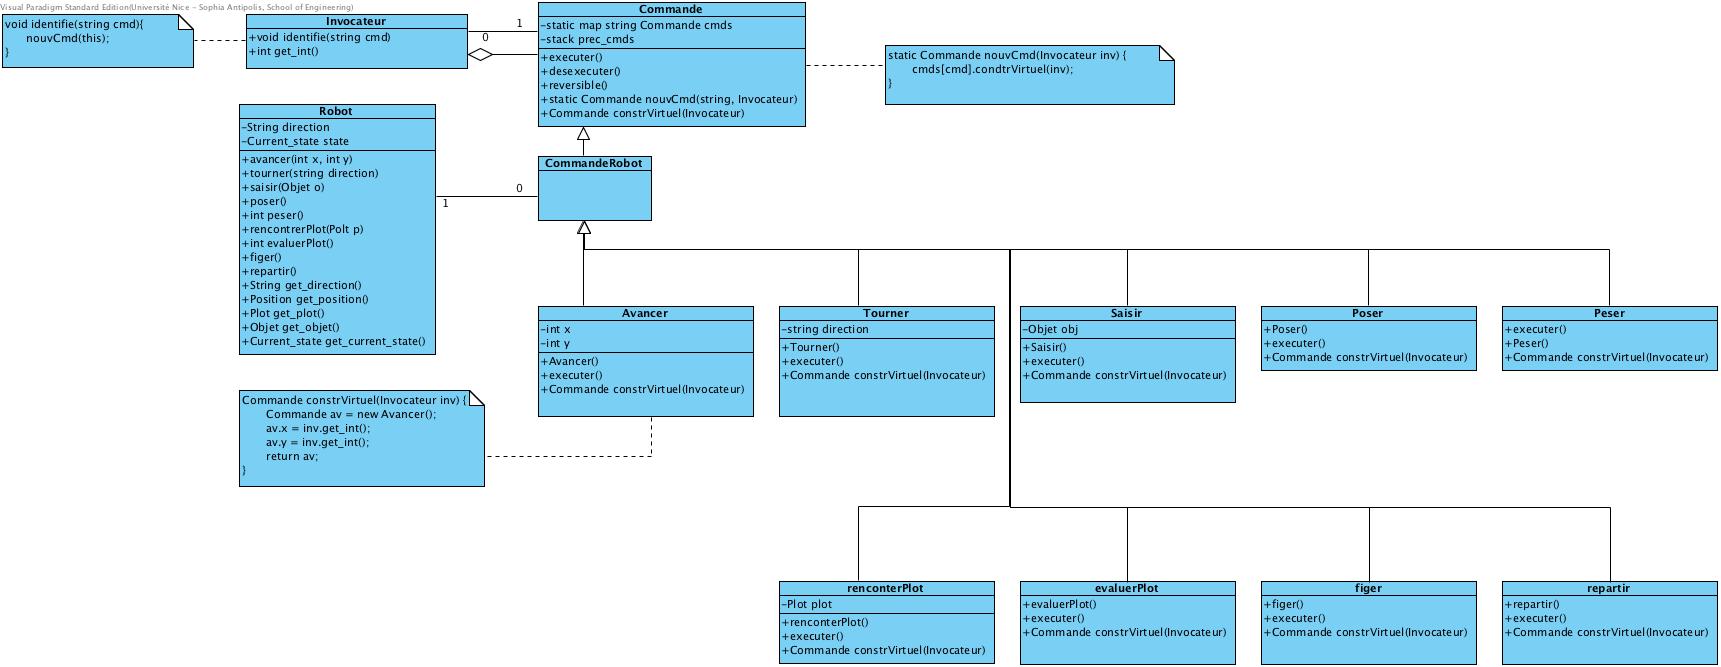 Visual Paradigm Standard Edition(Université Nice - Sophia Antipolis, School of Engineering)
void identifie(string cmd){
nouvCmd(this);
}
Invocateur
+void identifie(string cmd)
+int get_int()
1
0
Commande
-static map string Commande cmds
-stack prec_cmds
+executer()
+desexecuter()
+reversible()
+static Commande nouvCmd(string, Invocateur)
+Commande constrVirtuel(Invocateur)
static Commande nouvCmd(Invocateur inv) {
cmds[cmd].condtrVirtuel(inv);
}
Robot
-String direction
-Current_state state
+avancer(int x, int y)
+tourner(string direction)
+saisir(Objet o)
+poser()
+int peser()
+rencontrerPlot(Polt p)
+int evaluerPlot()
+figer()
+repartir()
+String get_direction()
+Position get_position()
+Plot get_plot()
+Objet get_objet()
+Current_state get_current_state()
0
1
CommandeRobot
Avancer
-int x
-int y
+Avancer()
+executer()
+Commande constrVirtuel(Invocateur)
Tourner
-string direction
+Tourner()
+executer()
+Commande constrVirtuel(Invocateur)
Saisir
-Objet obj
+Saisir()
+executer()
+Commande constrVirtuel(Invocateur)
Poser
+Poser()
+executer()
+Commande constrVirtuel(Invocateur)
Peser
+executer()
+Peser()
+Commande constrVirtuel(Invocateur)
Commande constrVirtuel(Invocateur inv) {
Commande av = new Avancer();
av.x = inv.get_int();
av.y = inv.get_int();
return av;
}
renconterPlot
-Plot plot
+renconterPlot()
+executer()
+Commande constrVirtuel(Invocateur)
evaluerPlot
+evaluerPlot()
+executer()
+Commande constrVirtuel(Invocateur)
figer
+figer()
+executer()
+Commande constrVirtuel(Invocateur)
repartir
+repartir()
+executer()
+Commande constrVirtuel(Invocateur)